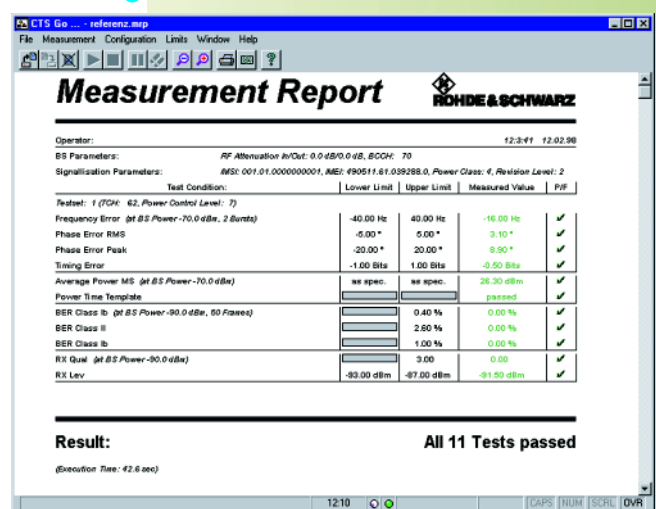 CTS Go ... - referenz.mrp
File Measurement Configuration Limits Window Help
Measurement Report
ROHDE & SCHWARZ
Operator: 12:3:41 12.02.98
BS Parameters: RF Attenuation In/Out: 0.0 dB/0.0 dB, BCCH: 70
Signallisation Parameters: IMSI: 001.01.0000000001, IMEI: 490511.61.039288.0, Power Class: 4, Revision Level: 2
Test Condition: Lower Limit Upper Limit Measured Value P/F
Testset: 1 (TCH: 62, Power Control Level: 7)
Frequency Error (at BS Power -70.0 dBm, 2 Bursts) -40.00 Hz 40.00 Hz -16.00 Hz ✔
Phase Error RMS -5.00 ° 5.00 ° 3.10 ° ✔
Phase Error Peak -20.00 ° 20.00 ° 8.90 ° ✔
Timing Error -1.00 Bits 1.00 Bits -0.50 Bits ✔
Average Power MS (at BS Power -70.0 dBm) as spec. as spec. 26.30 dBm ✔
Power Time Template passed ✔
BER Class Ib (at BS Power -90.0 dBm, 50 Frames) 0.40 % 0.00 % ✔
BER Class II 2.60 % 0.00 % ✔
BER Class Ib 1.00 % 0.00 % ✔
RX Qual (at BS Power -90.0 dBm) 3.00 0.00 ✔
RX Lev -93.00 dBm -87.00 dBm -91.50 dBm ✔
Result: All 11 Tests passed
(Execution Time: 42.6 sec)
12:10 CAPS NUM SCRL OVR